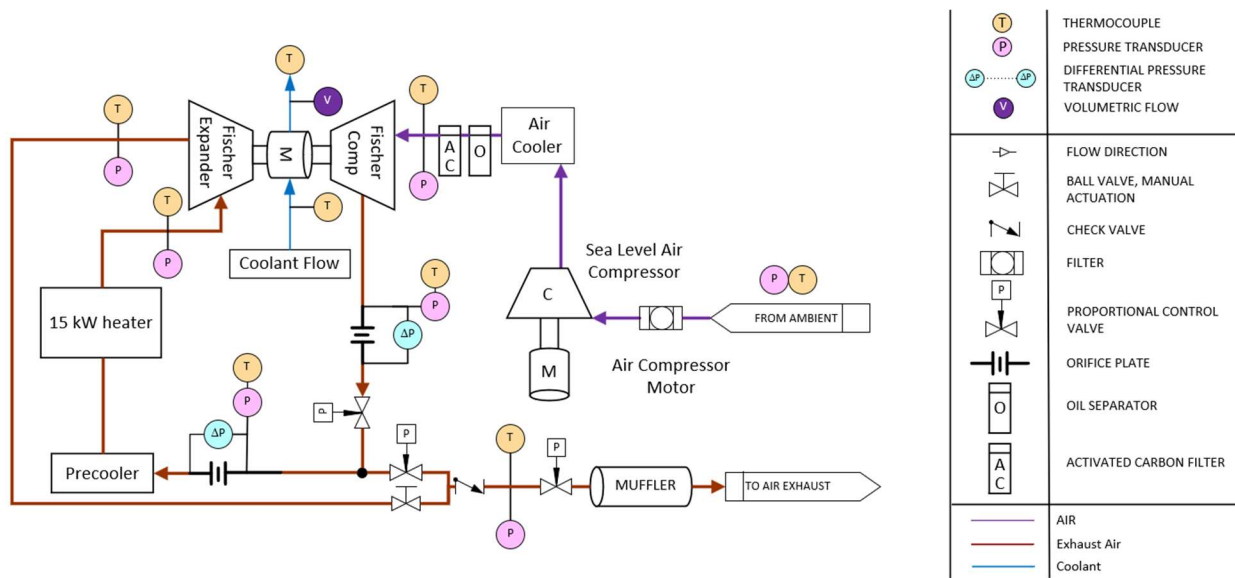 T
V
T
P
Fischer
Expander
M
Fischer
Comp
T
P
A
C
O
Air
Cooler
T
P
T
Coolant Flow
15 kW heater
Sea Level Air
Compressor
C
M
Air Compressor
Motor
P
T
FROM AMBIENT
T
P
ΔP
P
T
P
ΔP
Precooler
P
T
P
P
MUFFLER
TO AIR EXHAUST
T
THERMOCOUPLE
P
PRESSURE TRANSDUCER
ΔP
ΔP
DIFFERENTIAL PRESSURE
TRANSDUCER
V
VOLUMETRIC FLOW
FLOW DIRECTION
BALL VALVE, MANUAL
ACTUATION
CHECK VALVE
FILTER
P
PROPORTIONAL CONTROL
VALVE
ORIFICE PLATE
O
OIL SEPARATOR
A
C
ACTIVATED CARBON FILTER
AIR
Exhaust Air
Coolant